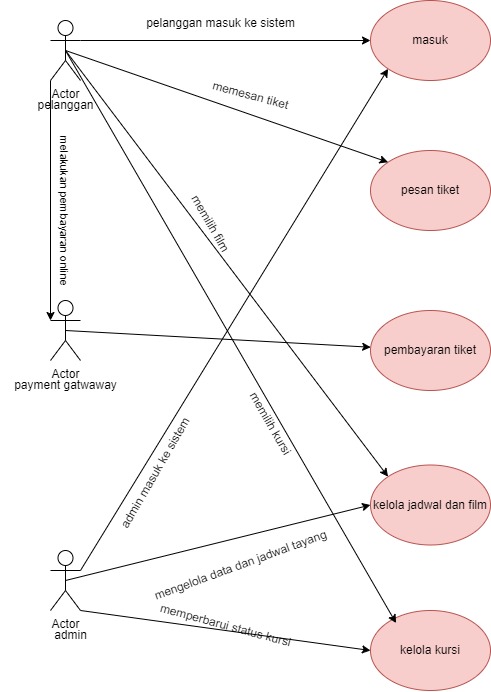 pelanggan masuk ke sistem
masuk
Actor
pelanggan
memesan tiket
pesan tiket
melakukan pembayaran online
memilih film
Actor
payment gatwaway
pembayaran tiket
memilih kursi
admin masuk ke sistem
kelola jadwal dan film
mengelola data dan jadwal tayang
Actor
admin
memperbarui status kursi
kelola kursi